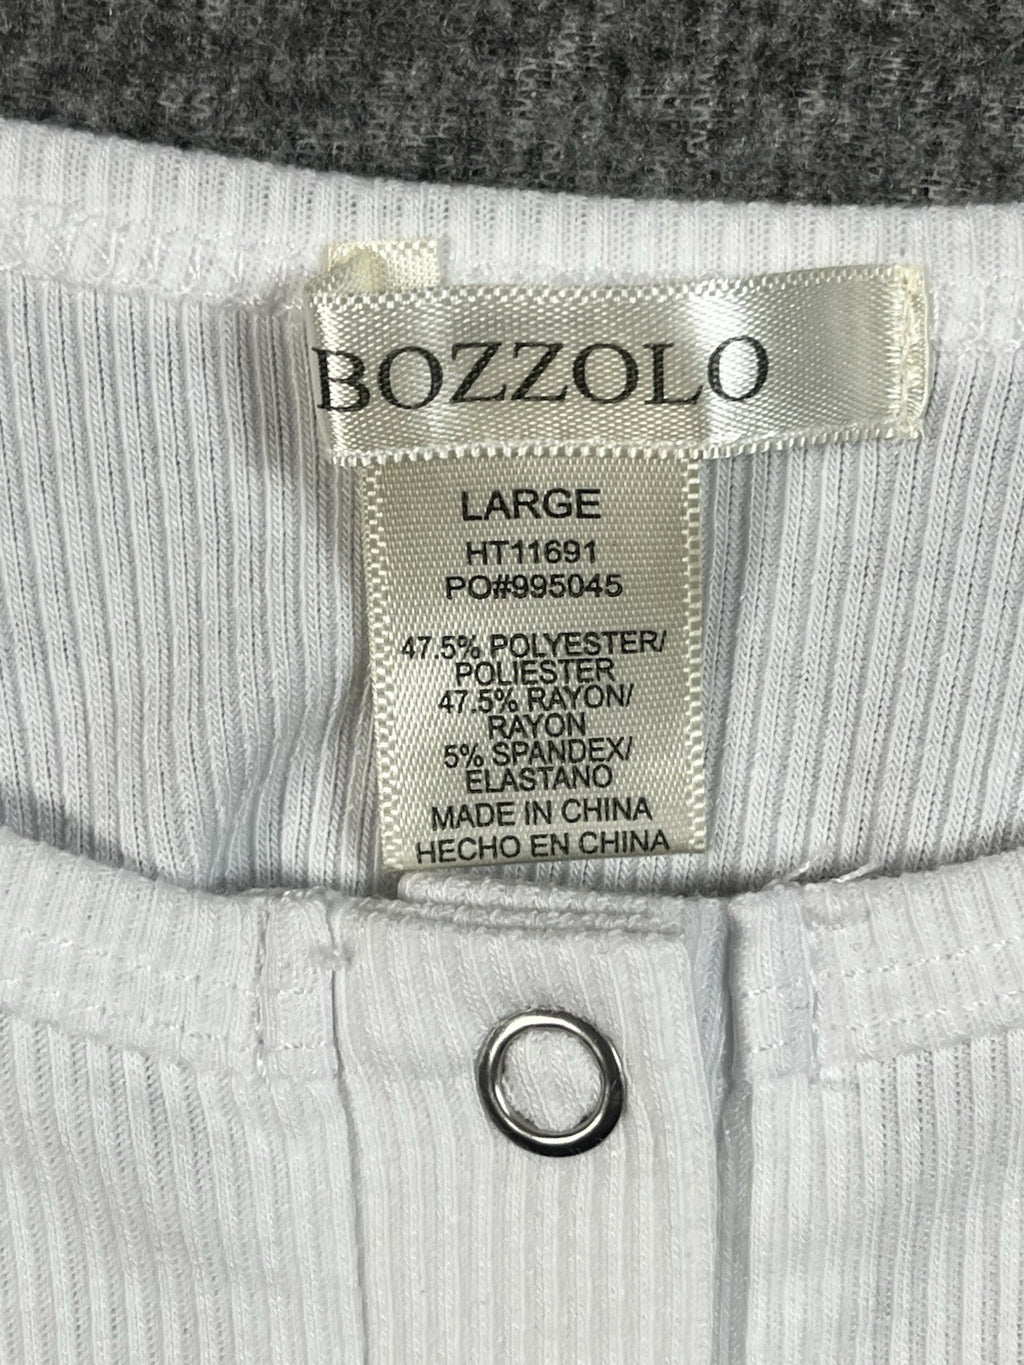 BOZZOLO
LARGE
HT11691
PO#995045
47.5% POLYESTER/
POLIESTER
47.5% RAYON/
RAYON
5% SPANDEX/
ELASTANO
MADE IN CHINA
HECHO EN CHINA